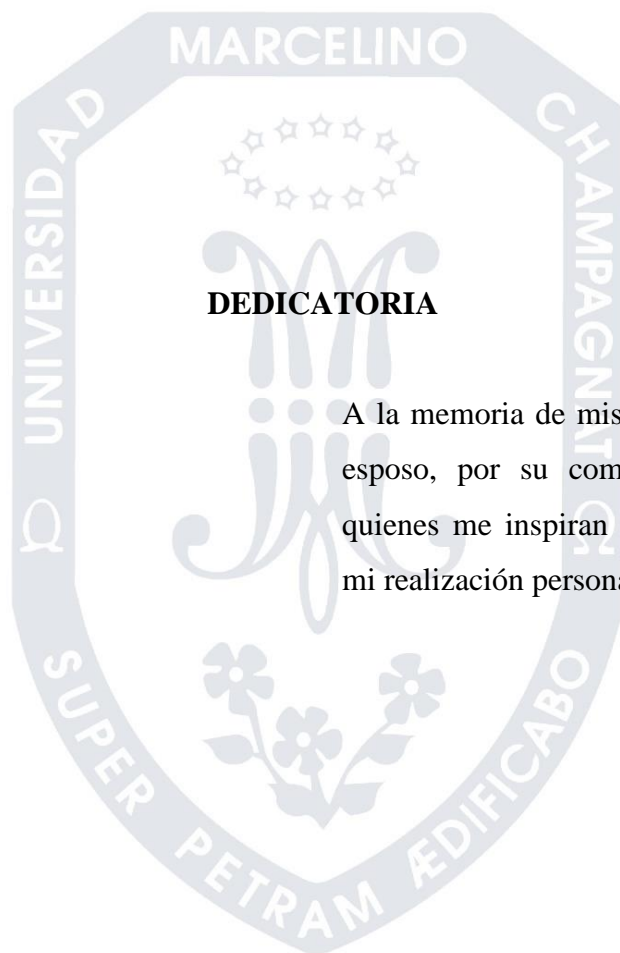 MARCELINO
UNIVERSIDAD
CHAMPAGNAT
DEDICATORIA
A la memoria de mis
esposo, por su com
quienes me inspiran
mi realización persona
SUPER PETRAM ÆDIFICABO